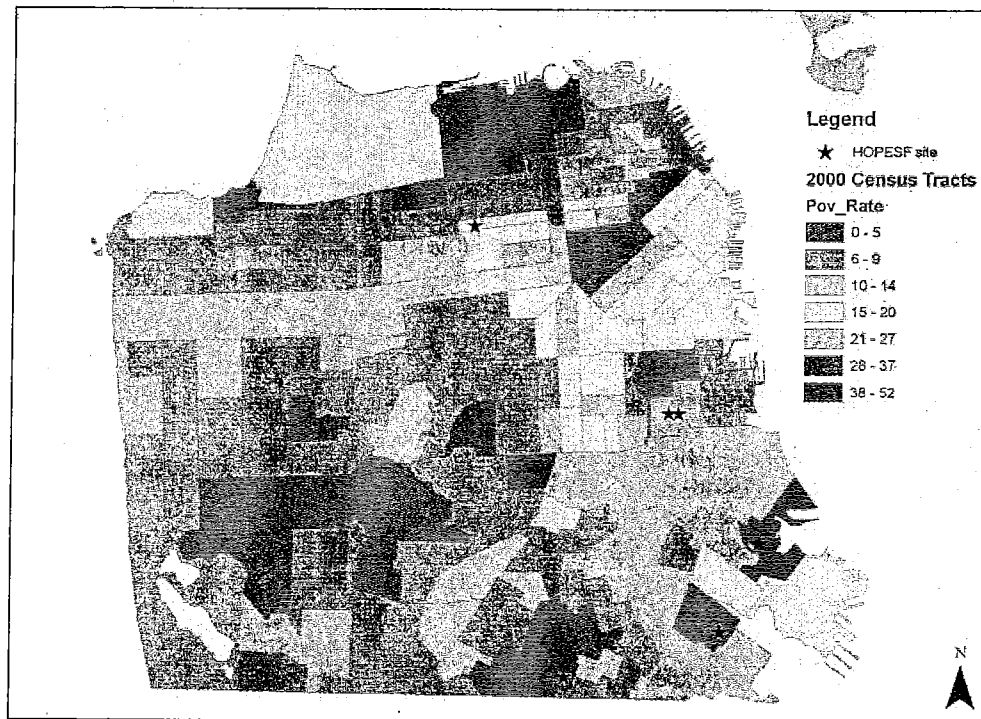 Legend
★ HOPESF site
2000 Census Tracts
Pov_Rate
0 - 5
6 - 9
10 - 14
15 - 20
21 - 27
28 - 37
38 - 52
N